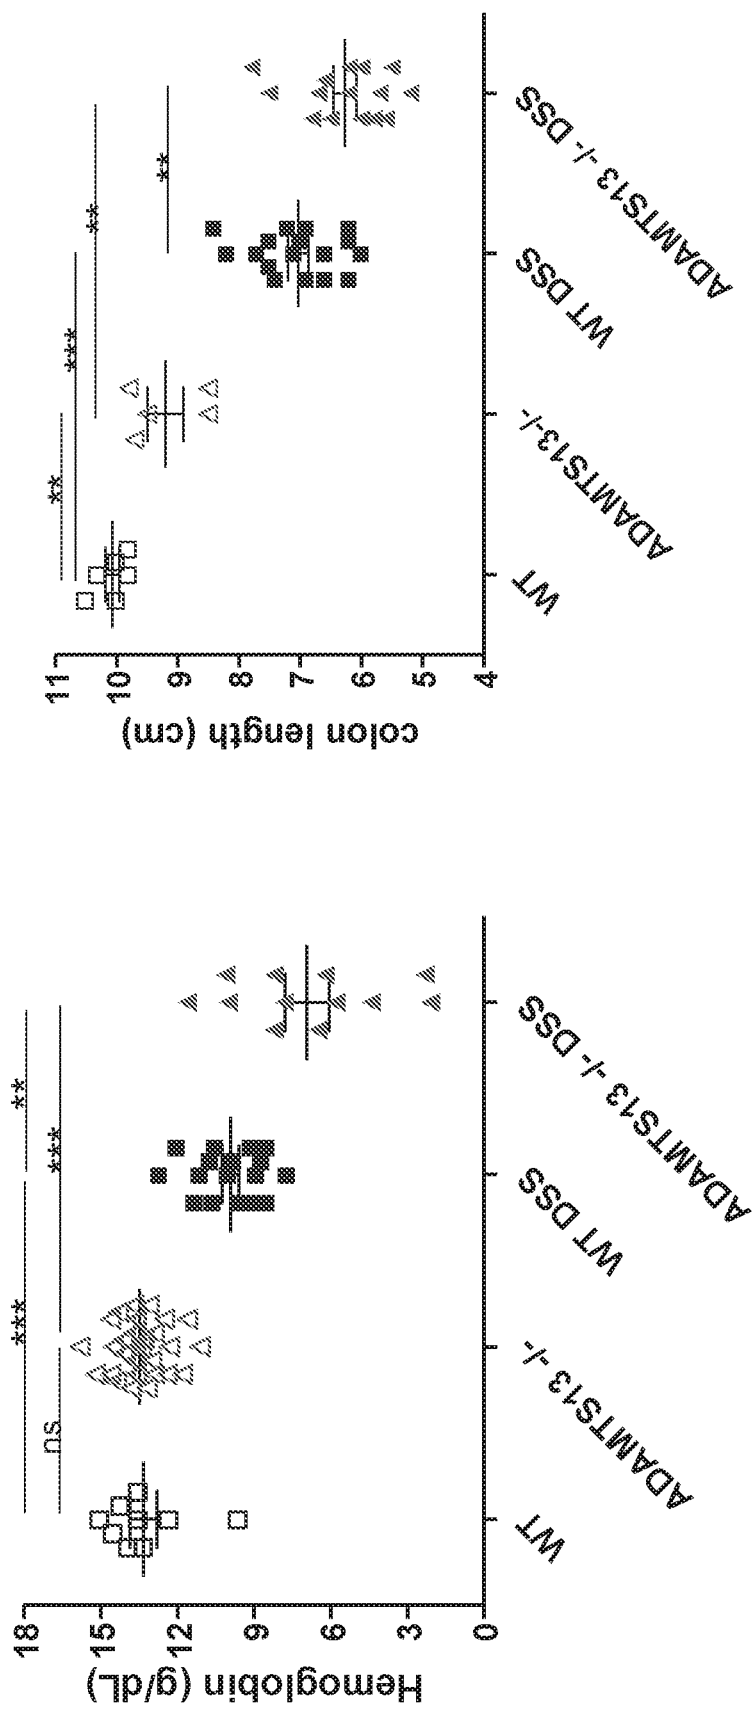 Hemoglobin (g/dL)
18
15
12
9
6
3
0
ns
***
***
**
WT
ADAMTS13 -/-
WT DSS
ADAMTS13 -/- DSS
colon length (cm)
11
10
9
8
7
6
5
4
**
***
**
**
WT
ADAMTS13-/-
WT DSS
ADAMTS13 -/- DSS